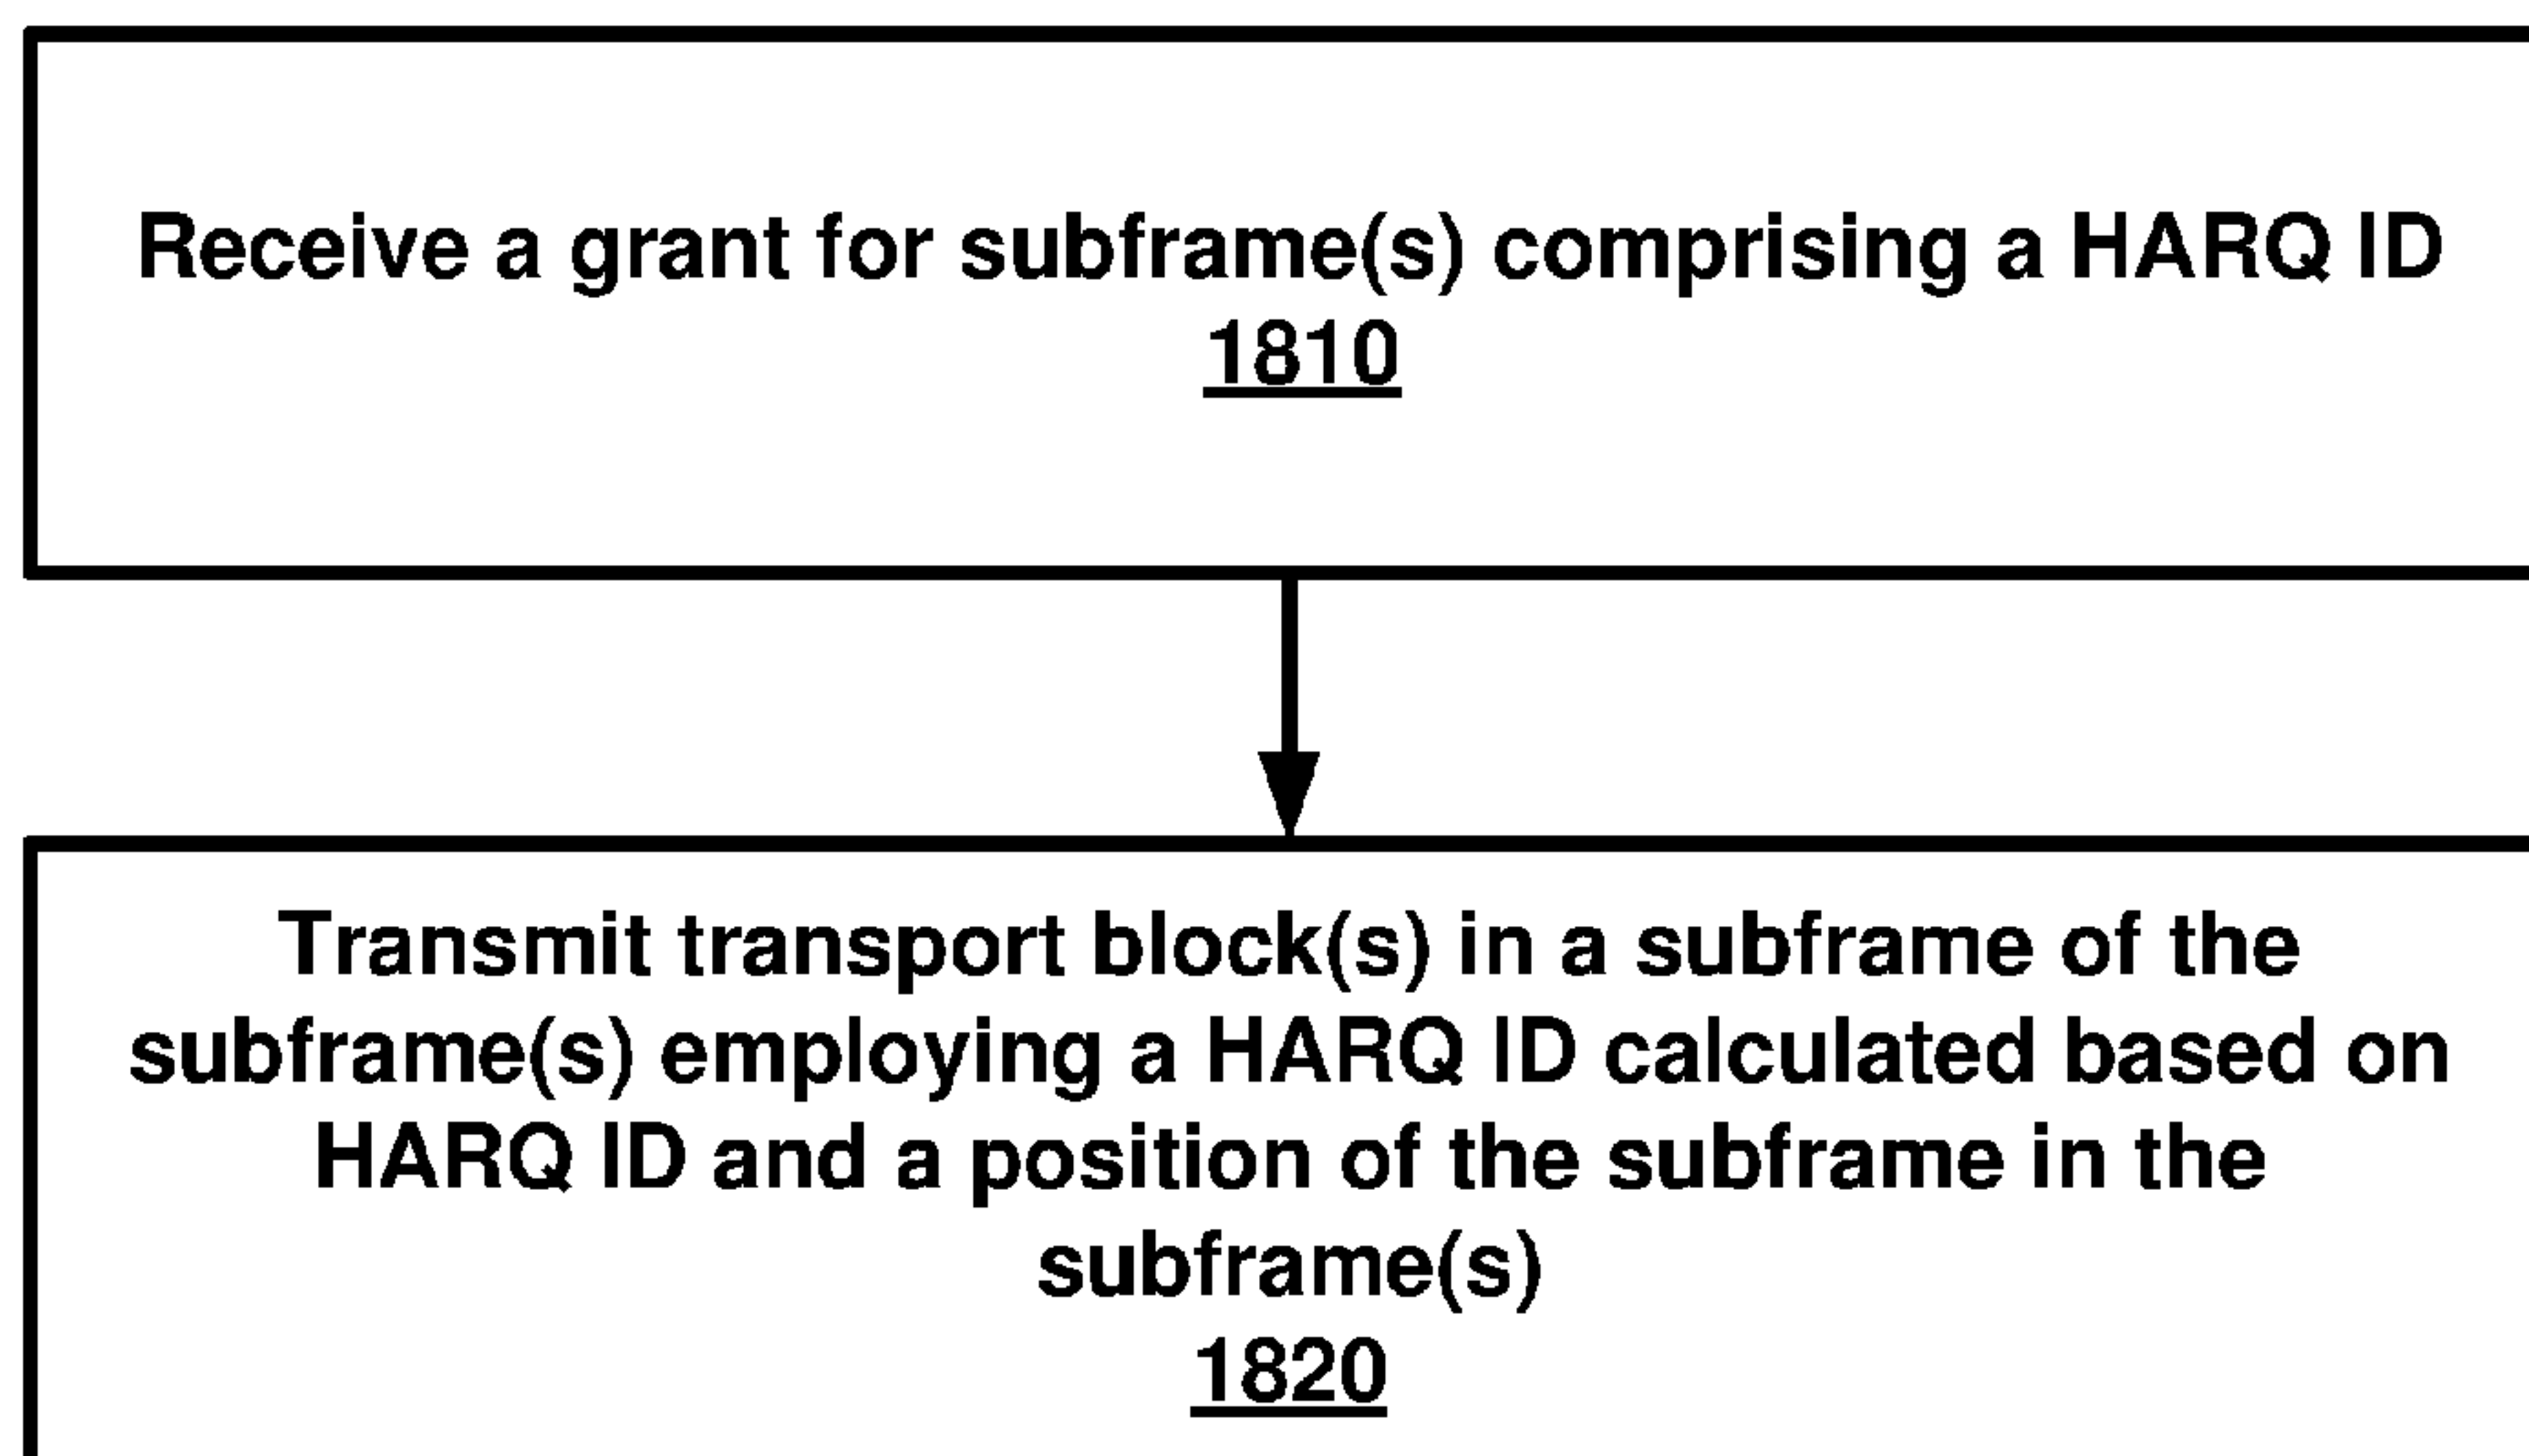 Receive a grant for subframe(s) comprising a HARQ ID
1810
Transmit transport block(s) in a subframe of the
subframe(s) employing a HARQ ID calculated based on
HARQ ID and a position of the subframe in the
subframe(s)
1820